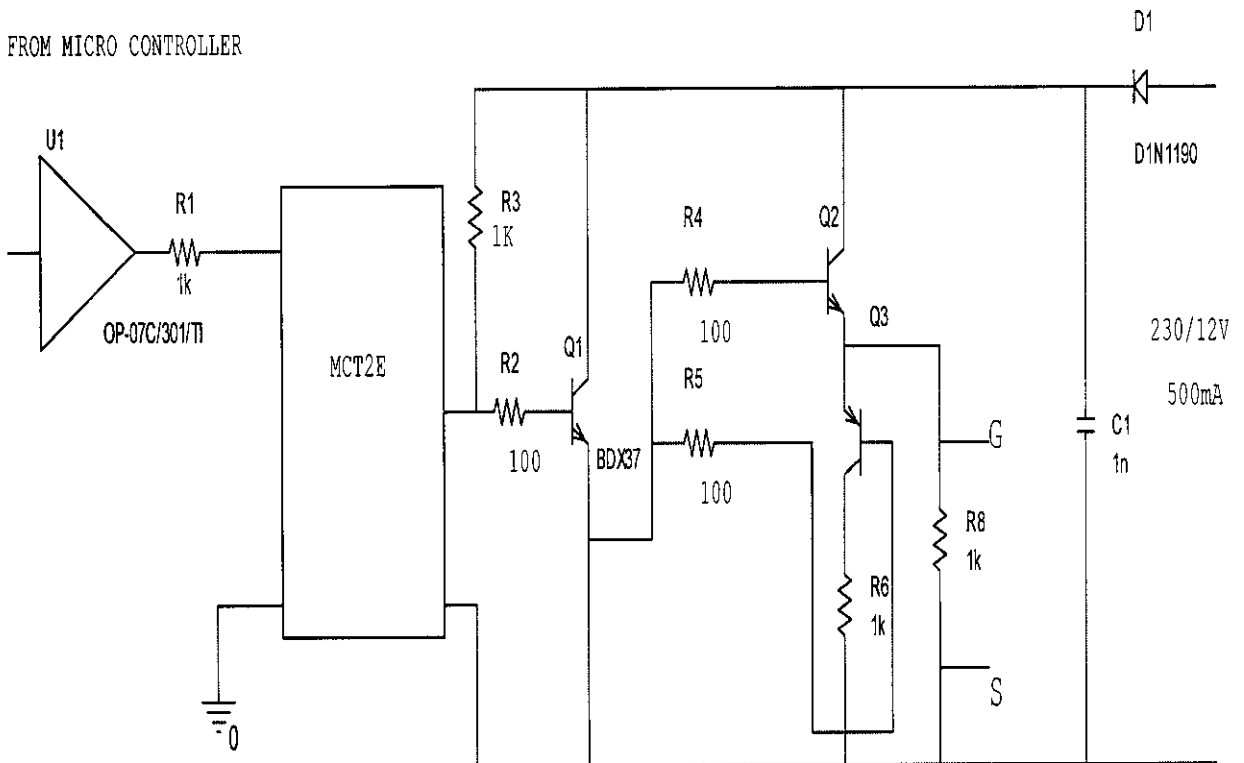 D1
FROM MICRO CONTROLLER
U1
D1N1190
R1
R3
1K
R4
Q2
1k
OP-07C/301/TI
Q3
100
230/12V
MCT2E
R2
Q1
R5
500mA
G
C1
1n
BDX37
100
100
R8
1k
R6
1k
S
0